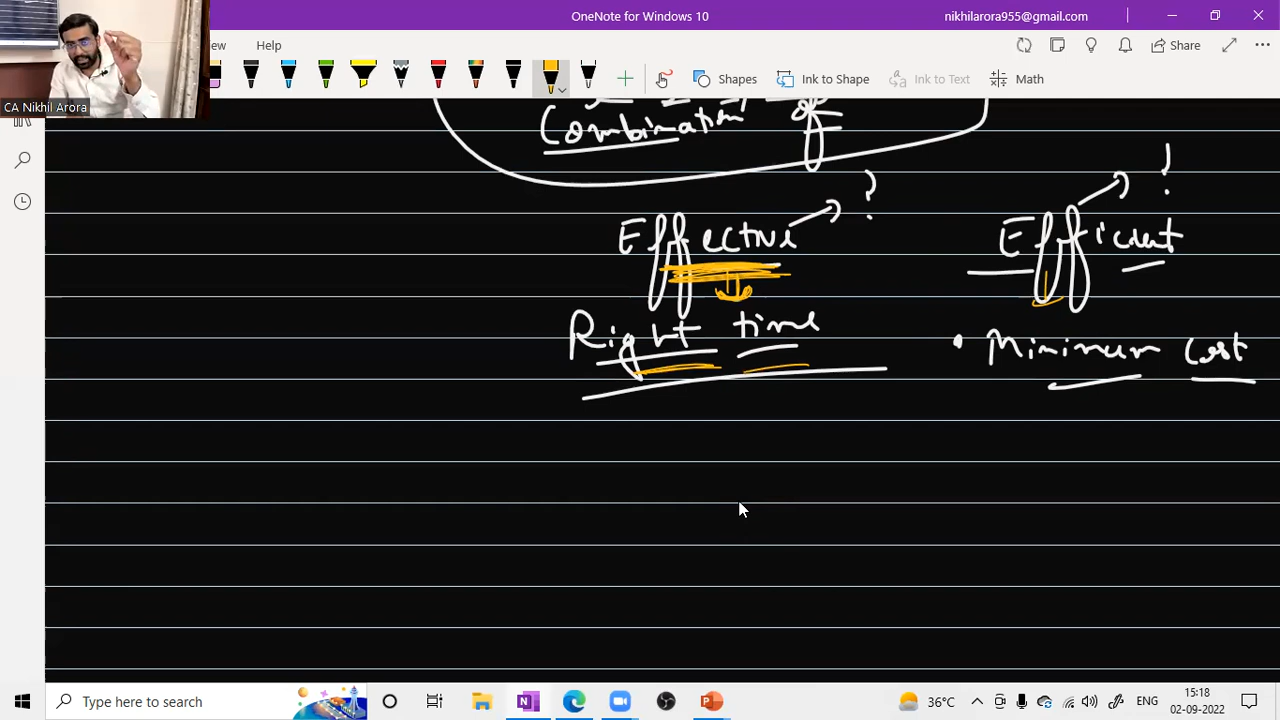 OneNote for Windows 10
nikhilarora955@gmail.com
ew Help
Share
Shapes
Ink to Shape
Ink to Text
Math
CA Nikhil Arora
Combination of
Effective → ?
Efficient → ?
Right time
• Minimum Cost
Type here to search
36°C
ENG
15:18
02-09-2022